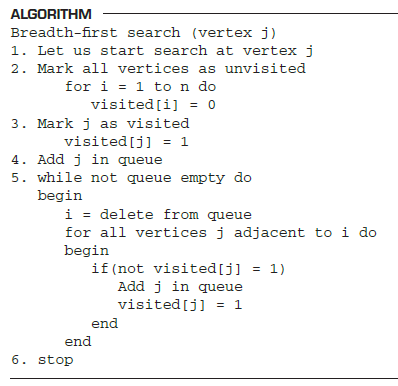 ALGORITHM
Breadth-first search (vertex j)
1. Let us start search at vertex j
2. Mark all vertices as unvisited
for i = 1 to n do
visited[i] = 0
3. Mark j as visited
visited[j] = 1
4. Add j in queue
5. while not queue empty do
begin
i = delete from queue
for all vertices j adjacent to i do
begin
if(not visited[j] = 1)
Add j in queue
visited[j] = 1
end
end
6. stop